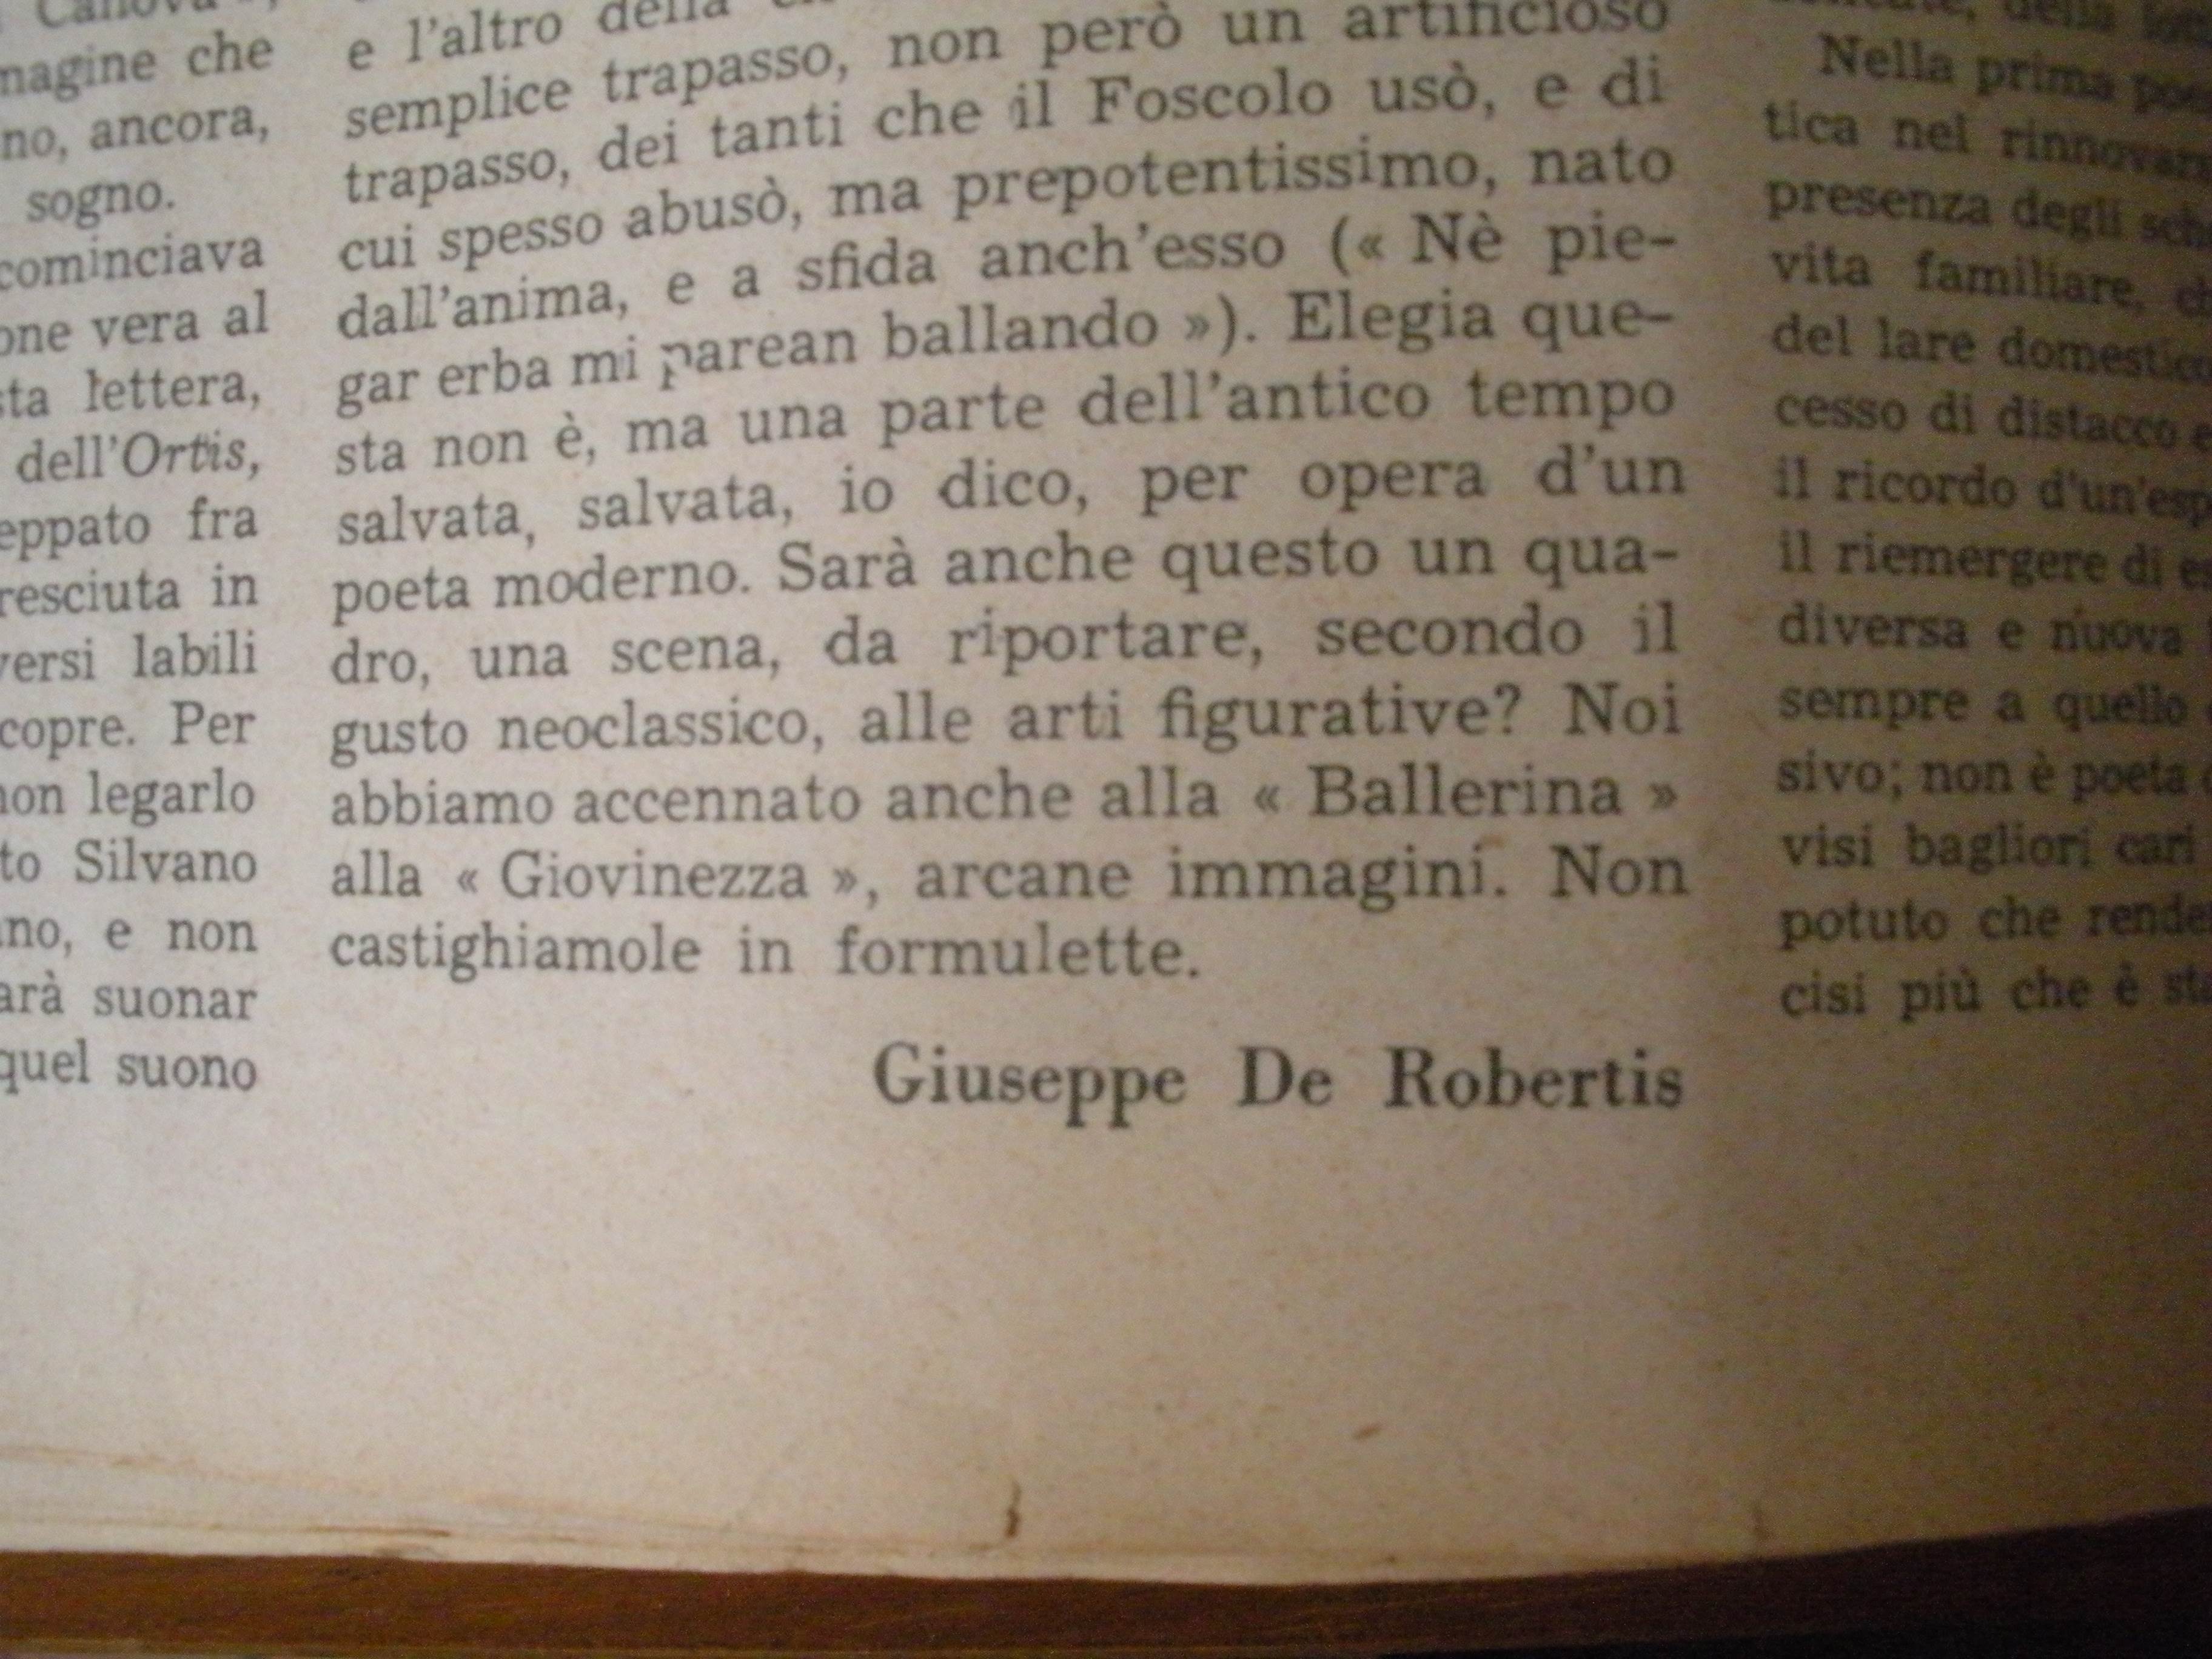 magine che
no, ancora,
sogno.
cominciava
one vera al
sta lettera,
dell'Ortis,
eppato fra
resciuta in
versi labili
copre. Per
non legarlo
to Silvano
no, e non
arà suonar
quel suono
e l'altro della
semplice trapasso, non però un artificioso
trapasso, dei tanti che il Foscolo usò, e di
cui spesso abusò, ma prepotentissimo, nato
dall'anima, e a sfida anch'esso (« Nè pie-
gar erba mi parean ballando »). Elegia que-
sta non è, ma una parte dell'antico tempo
salvata, salvata, io dico, per opera d'un
poeta moderno. Sarà anche questo un qua-
dro, una scena, da riportare, secondo il
gusto neoclassico, alle arti figurative? Noi
abbiamo accennato anche alla « Ballerina »
alla « Giovinezza », arcane immagini. Non
castighiamole in formulette.
Giuseppe De Robertis
della
Nella prima
tica nel
presenza degli
vita familiare,
del lare
cesso di distacco
il ricordo
il riemergere di
diversa e nuova
sempre a quello
sivo; non è poeta
visi bagliori cari
potuto che
cisi più che è